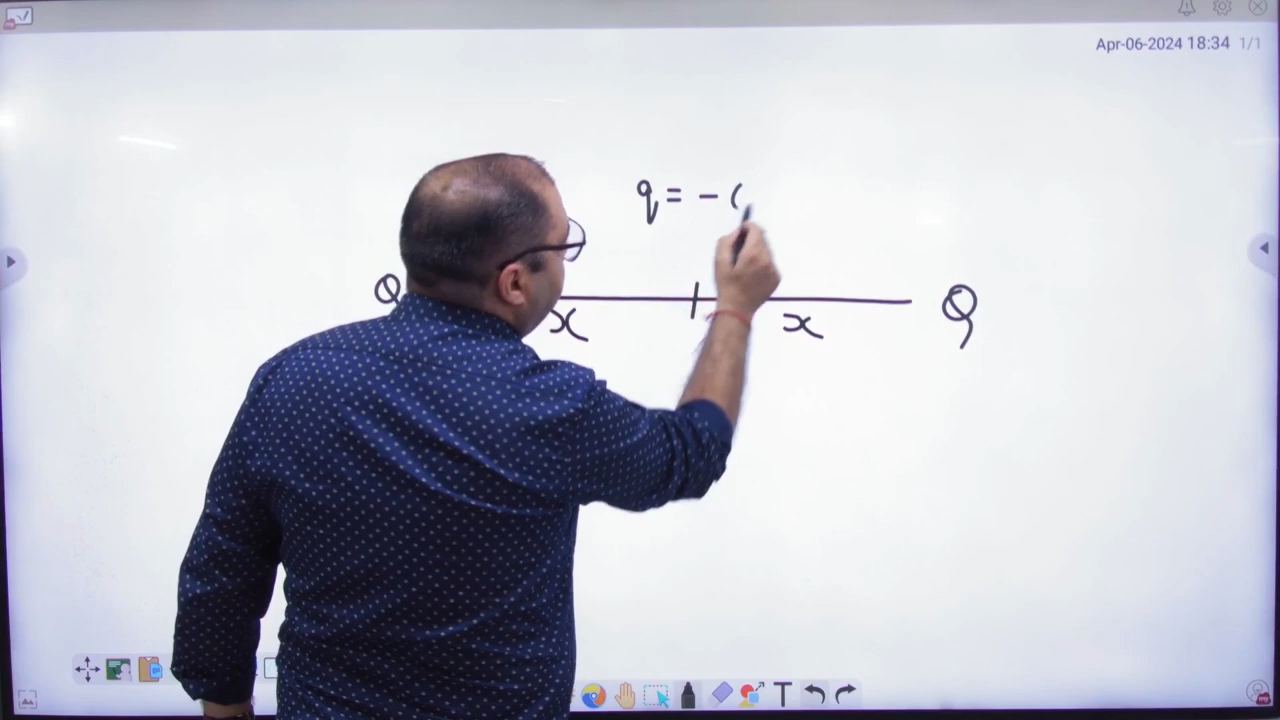 Apr-06-2024 18:34 1/1
q = - (
Q Q
x x
T